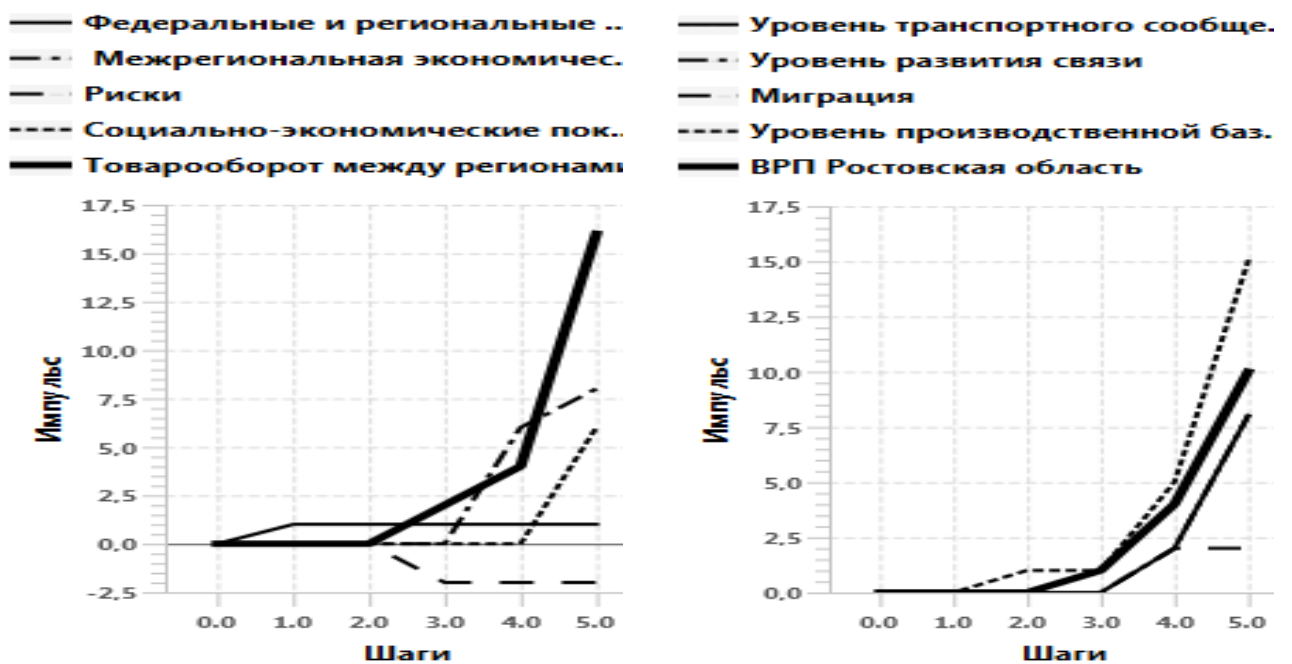 Федеральные и региональные ..
Межрегиональная экономичес.
Риски
Социально-экономические пок..
Товарооборот между регионами
17,5
15,0
12,5
10,0
7,5
5,0
2,5
0,0
-2,5
Импульс
0.0 1.0 2.0 3.0 4.0 5.0
Шаги
Уровень транспортного сообще.
Уровень развития связи
Миграция
Уровень производственной баз.
ВРП Ростовская область
17,5
15,0
12,5
10,0
7,5
5,0
2,5
0,0
Импульс
0.0 1.0 2.0 3.0 4.0 5.0
Шаги